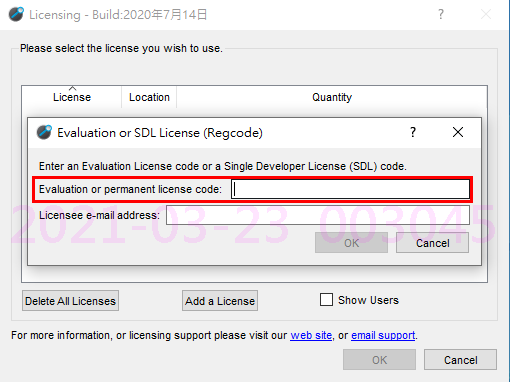 Licensing - Build:2020年7月14日
Please select the license you wish to use.
License Location Quantity
Evaluation or SDL License (Regcode)
Enter an Evaluation License code or a Single Developer License (SDL) code.
Evaluation or permanent license code:
Licensee e-mail address:
2021-03-23 003045
OK Cancel
Delete All Licenses Add a License Show Users
For more information, or licensing support please visit our web site, or email support.
OK Cancel